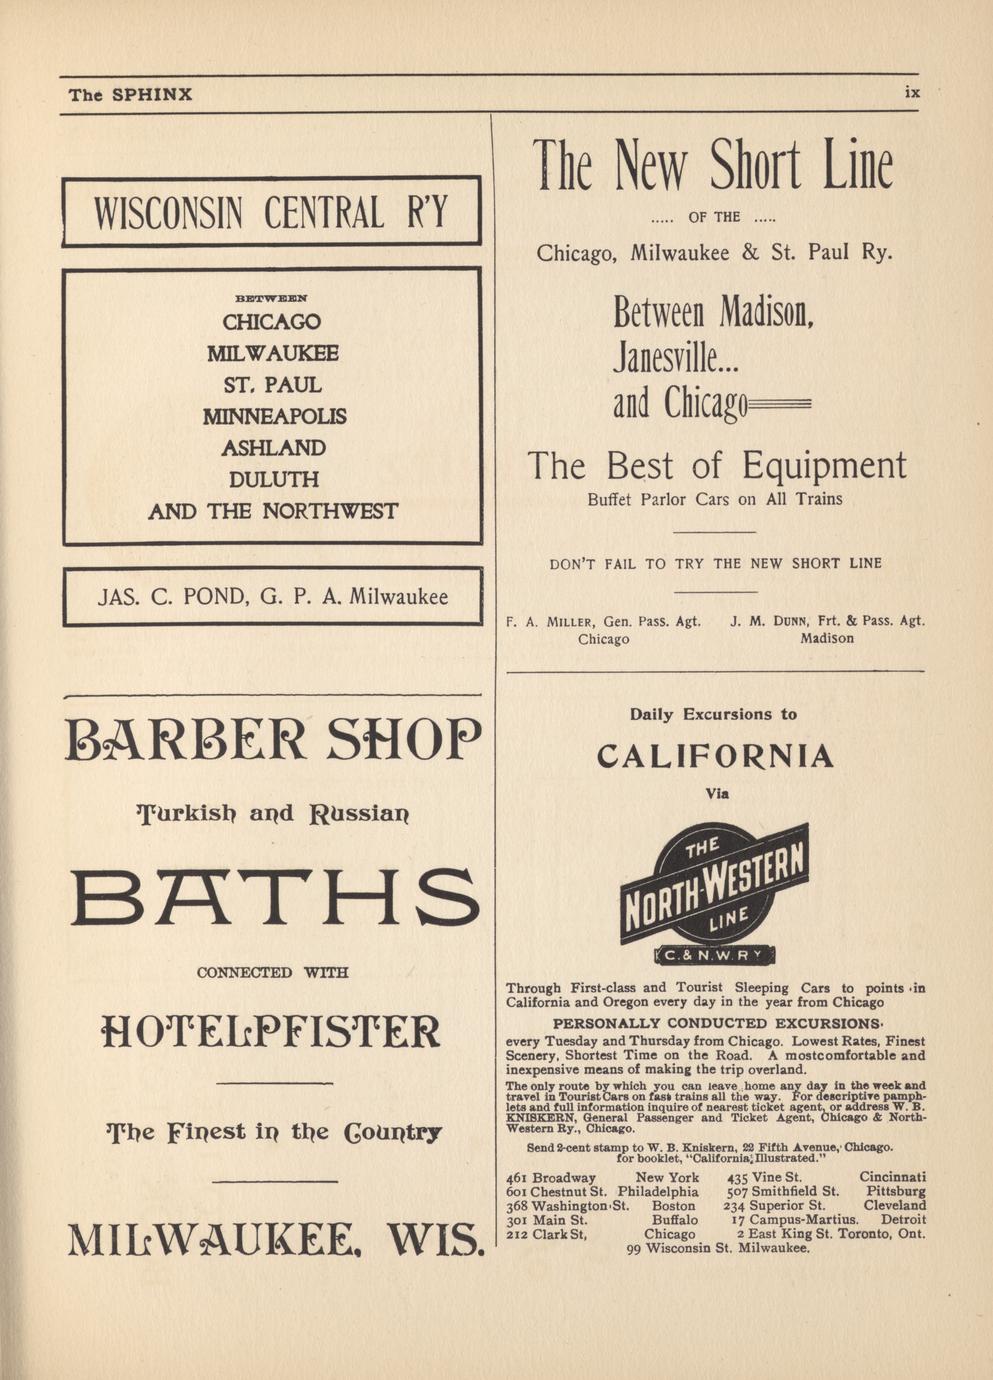 The SPHINX
ix
WISCONSIN CENTRAL R'Y
BETWEEN
CHICAGO
MILWAUKEE
ST. PAUL
MINNEAPOLIS
ASHLAND
DULUTH
AND THE NORTHWEST
JAS. C. POND, G. P. A. Milwaukee
BARBER SHOP
Turkish and Russian
BATHS
CONNECTED WITH
HOTEL PFISTER
The Finest in the Country
MILWAUKEE, WIS.
The New Short Line
..... OF THE .....
Chicago, Milwaukee & St. Paul Ry.
Between Madison,
Janesville...
and Chicago
The Best of Equipment
Buffet Parlor Cars on All Trains
DON'T FAIL TO TRY THE NEW SHORT LINE
F. A. MILLER, Gen. Pass. Agt. J. M. DUNN, Frt. & Pass. Agt.
Chicago Madison
Daily Excursions to
CALIFORNIA
Via
THE
NORTH-WESTERN
LINE
C. & N. W. R Y
Through First-class and Tourist Sleeping Cars to points in
California and Oregon every day in the year from Chicago
PERSONALLY CONDUCTED EXCURSIONS·
every Tuesday and Thursday from Chicago. Lowest Rates, Finest
Scenery, Shortest Time on the Road. A mostcomfortable and
inexpensive means of making the trip overland.
The only route by which you can leave home any day in the week and
travel in Tourist Cars on fast trains all the way. For descriptive pamph-
lets and full information inquire of nearest ticket agent, or address W. B.
KNISKERN, General Passenger and Ticket Agent, Chicago & North-
Western Ry., Chicago.
Send 2-cent stamp to W. B. Kniskern, 22 Fifth Avenue, Chicago.
for booklet, "California Illustrated."
461 Broadway New York 435 Vine St. Cincinnati
601 Chestnut St. Philadelphia 507 Smithfield St. Pittsburg
368 Washington St. Boston 234 Superior St. Cleveland
301 Main St. Buffalo 17 Campus-Martius. Detroit
212 Clark St, Chicago 2 East King St. Toronto, Ont.
99 Wisconsin St. Milwaukee.